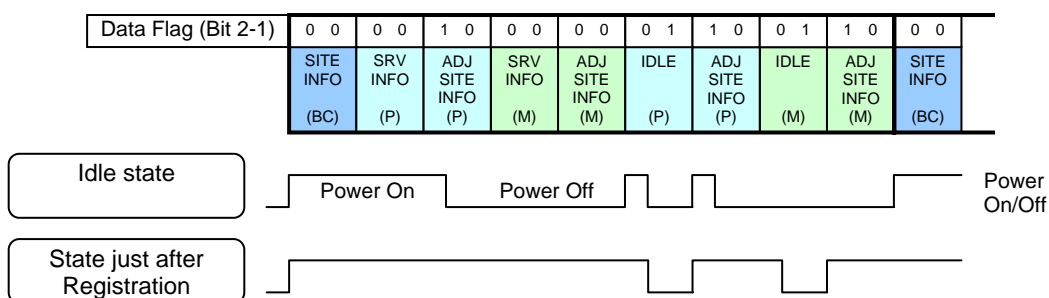 Data Flag (Bit 2-1) 0 0 0 0 1 0 0 0 0 0 0 1 1 0 0 1 1 0 0 0
SITE INFO (BC)
SRV INFO (P)
ADJ SITE INFO (P)
SRV INFO (M)
ADJ SITE INFO (M)
IDLE (P)
ADJ SITE INFO (P)
IDLE (M)
ADJ SITE INFO (M)
SITE INFO (BC)
Idle state
Power On
Power Off
Power
On/Off
State just after
Registration